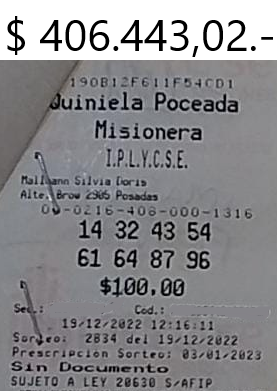 $ 406.443,02.-
190B12F611F54CD1
Quiniela Poceada
Misionera
I.P.L.Y.C.S.E.
Mallmann Silvia Doris
Alte. Brow 2905 Posadas
00-0216-408-000-1316
14 32 43 54
61 64 87 96
$100.00
Sec.: Cod.:
19/12/2022 12:16:11
Sorteo: 2834 del 19/12/2022
Prescripcion Sorteo: 03/01/2023
Sin Documento
SUJETO A LEY 20630 S/AFIP